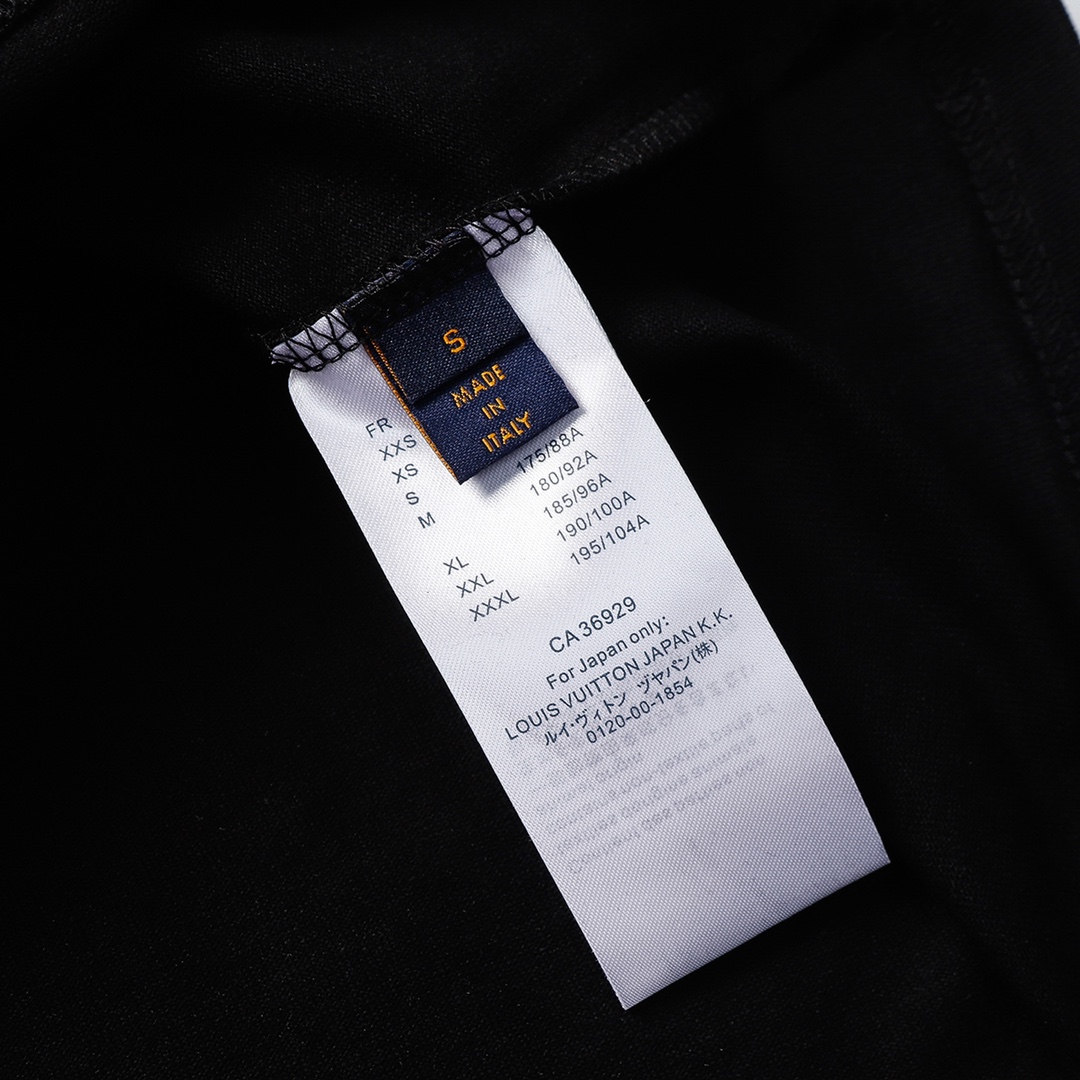 S
MADE
IN
ITALY
FR
XXS
XS 175/88A
S 180/92A
M 185/96A
190/100A
XL 195/104A
XXL
XXXL
CA 36929
For Japan only:
LOUIS VUITTON JAPAN K.K.
ルイ・ヴィトン ヅャパン(株)
0120-00-1854